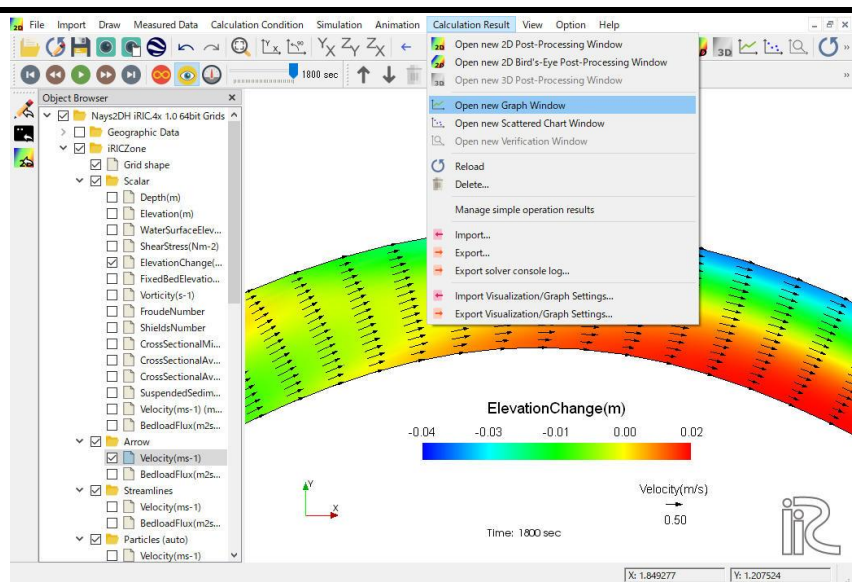 File Import Draw Measured Data Calculation Condition Simulation Animation Calculation Result View Option Help
1800 sec
Object Browser
Nays2DH iRIC.4x 1.0 64bit Grids
Geographic Data
iRICZone
Grid shape
Scalar
Depth(m)
Elevation(m)
WaterSurfaceElev...
ShearStress(Nm-2)
ElevationChange(...
FixedBedElevatio...
Vorticity(s-1)
FroudeNumber
ShieldsNumber
CrossSectionalMi...
CrossSectionalAv...
CrossSectionalAv...
SuspendedSedim...
Velocity(ms-1) (m...
BedloadFlux(m2s...
Arrow
Velocity(ms-1)
BedloadFlux(m2s...
Streamlines
Velocity(ms-1)
BedloadFlux(m2s...
Particles (auto)
Velocity(ms-1)
Open new 2D Post-Processing Window
Open new 2D Bird's-Eye Post-Processing Window
Open new 3D Post-Processing Window
Open new Graph Window
Open new Scattered Chart Window
Open new Verification Window
Reload
Delete...
Manage simple operation results
Import...
Export...
Export solver console log...
Import Visualization/Graph Settings...
Export Visualization/Graph Settings...
ElevationChange(m)
-0.04 -0.03 -0.01 0.00 0.02
Y
X
Velocity(m/s)
0.50
Time: 1800 sec
iRIC
X: 1.849277 Y: 1.207524